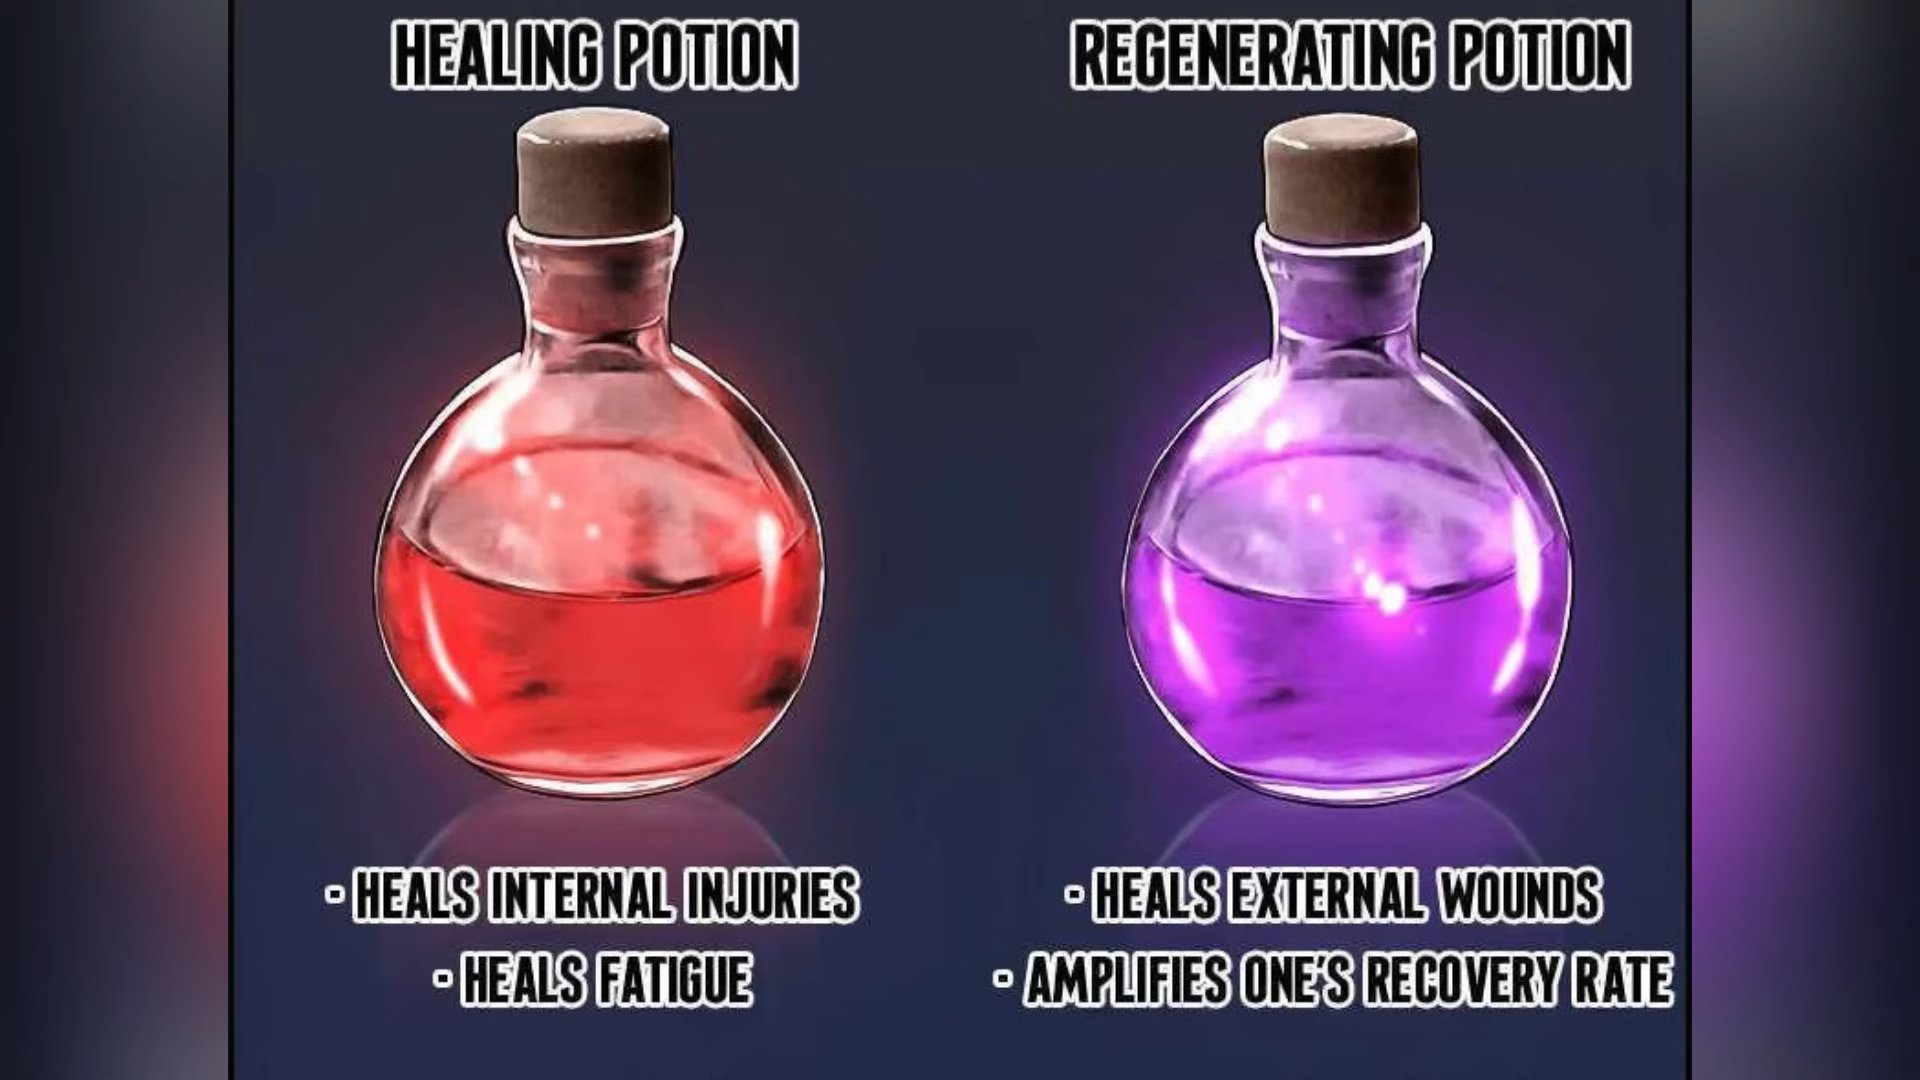 HEALING POTION
- HEALS INTERNAL INJURIES
- HEALS FATIGUE
REGENERATING POTION
- HEALS EXTERNAL WOUNDS
- AMPLIFIES ONE'S RECOVERY RATE